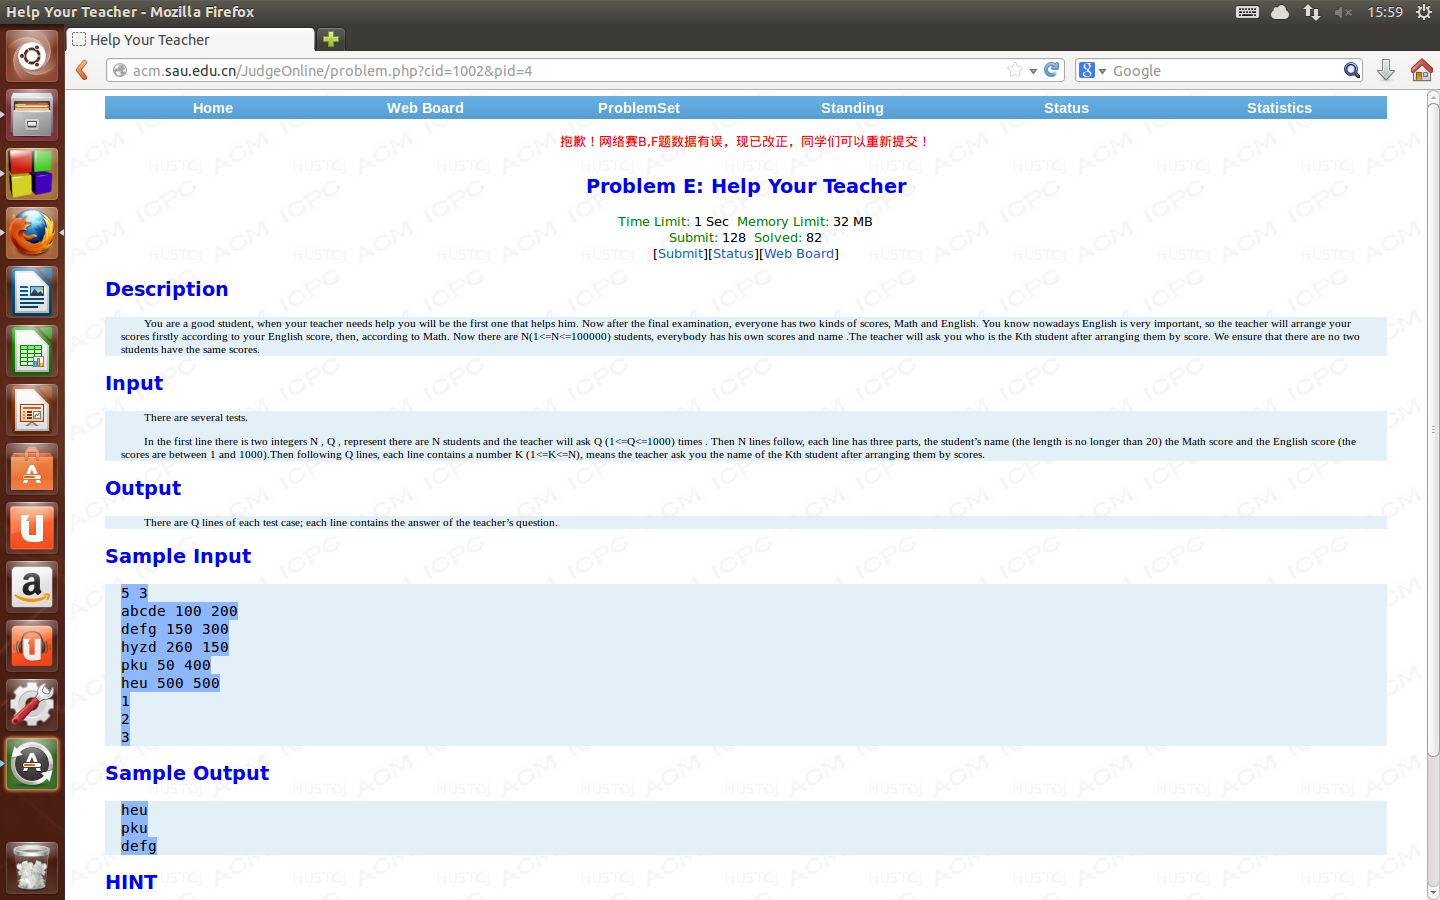 Help Your Teacher - Mozilla Firefox
15:59
Help Your Teacher
acm.sau.edu.cn/JudgeOnline/problem.php?cid=1002&pid=4
Google
Home Web Board ProblemSet Standing Status Statistics
抱歉！网络赛B,F题数据有误，现已改正，同学们可以重新提交！
Problem E: Help Your Teacher
Time Limit: 1 Sec Memory Limit: 32 MB
Submit: 128 Solved: 82
[Submit][Status][Web Board]
Description
You are a good student, when your teacher needs help you will be the first one that helps him. Now after the final examination, everyone has two kinds of scores, Math and English. You know nowadays English is very important, so the teacher will arrange your
scores firstly according to your English score, then, according to Math. Now there are N(1<=N<=100000) students, everybody has his own scores and name .The teacher will ask you who is the Kth student after arranging them by score. We ensure that there are no two
students have the same scores.
Input
There are several tests.
In the first line there is two integers N , Q , represent there are N students and the teacher will ask Q (1<=Q<=1000) times . Then N lines follow, each line has three parts, the student’s name (the length is no longer than 20) the Math score and the English score (the
scores are between 1 and 1000).Then following Q lines, each line contains a number K (1<=K<=N), means the teacher ask you the name of the Kth student after arranging them by scores.
Output
There are Q lines of each test case; each line contains the answer of the teacher’s question.
Sample Input
5 3
abcde 100 200
defg 150 300
hyzd 260 150
pku 50 400
heu 500 500
1
2
3
Sample Output
heu
pku
defg
HINT